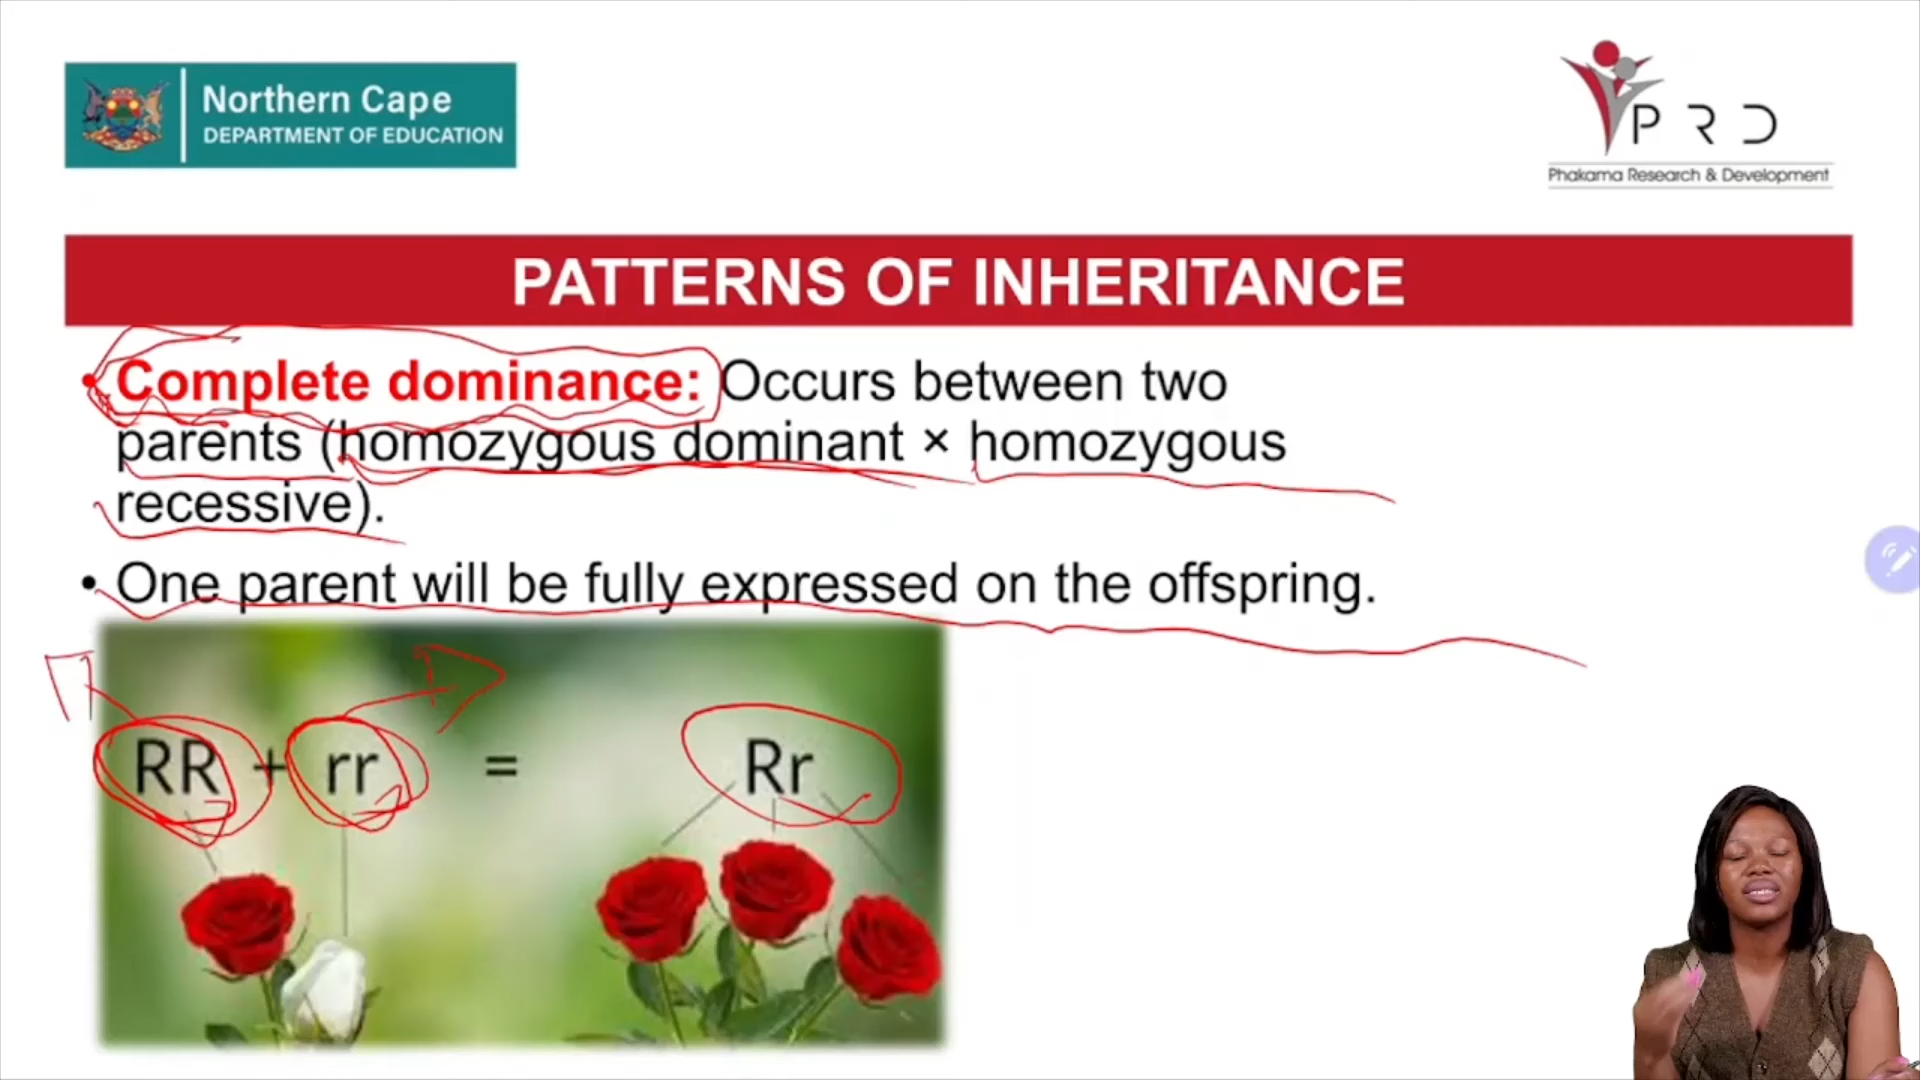 Northern Cape
DEPARTMENT OF EDUCATION
PRD
Phakama Research & Development
PATTERNS OF INHERITANCE
• Complete dominance: Occurs between two
parents (homozygous dominant × homozygous
recessive).
• One parent will be fully expressed on the offspring.
RR + rr = Rr